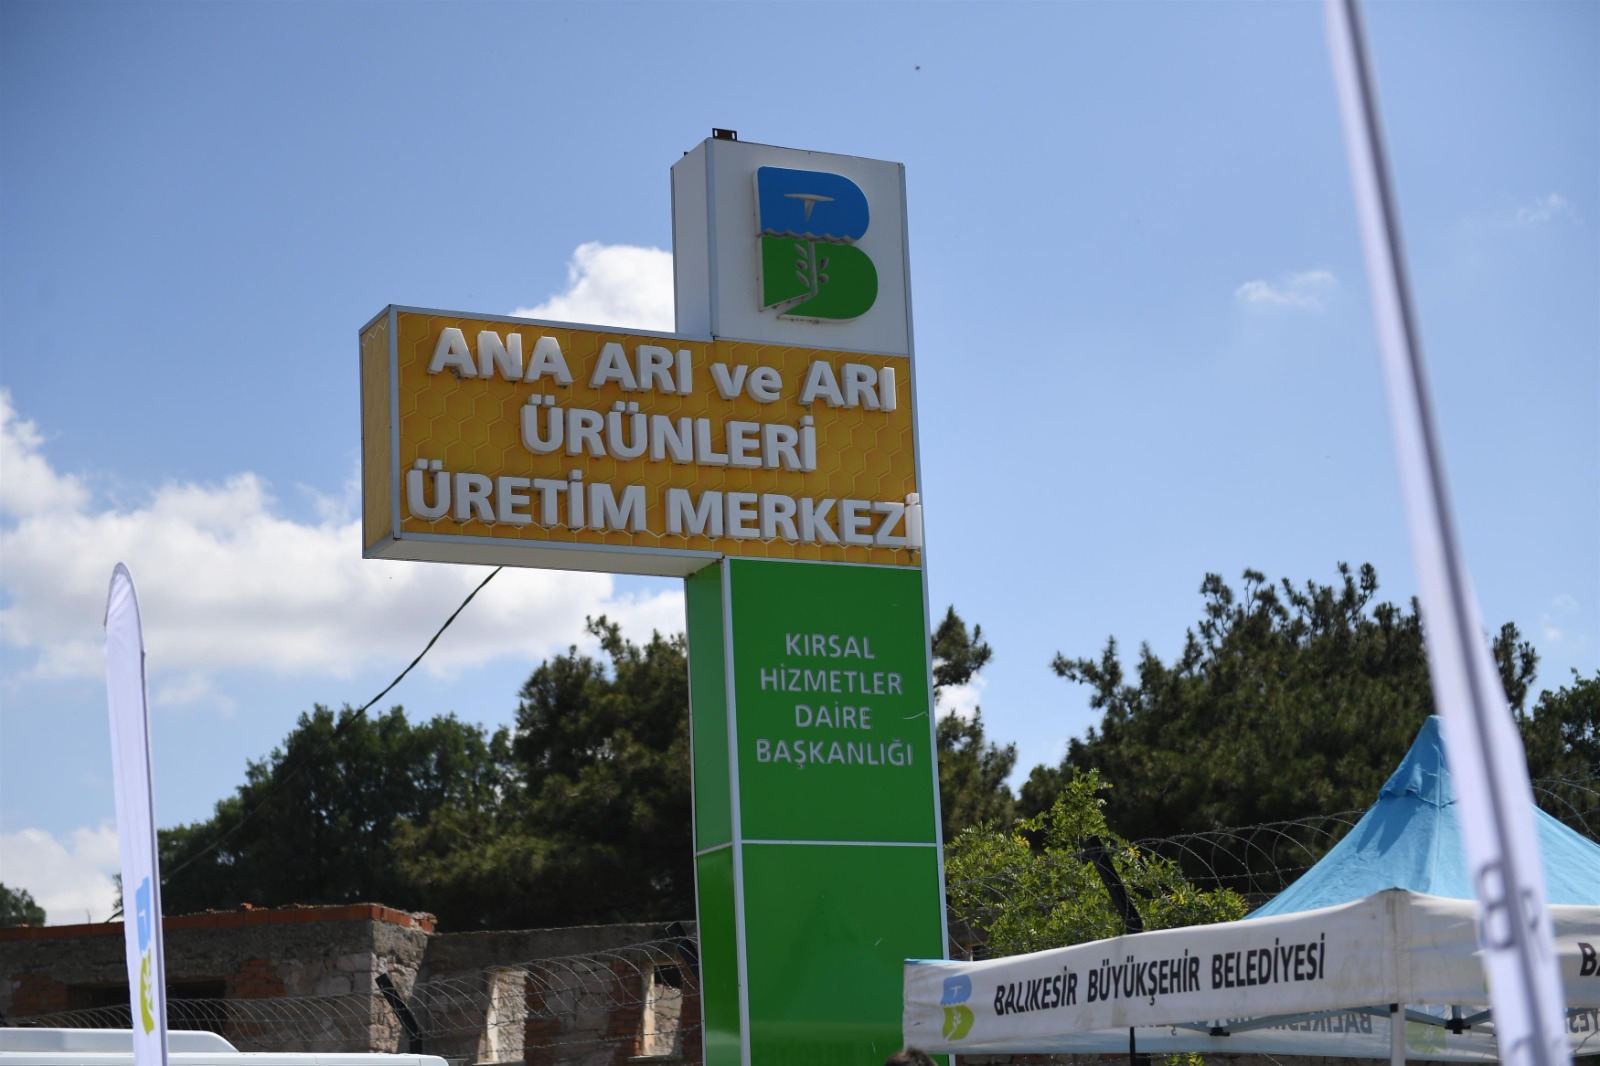 ANA ARI ve ARI
ÜRÜNLERİ
ÜRETİM MERKEZİ
KIRSAL
HİZMETLER
DAİRE
BAŞKANLIĞI
BALIKESİR BÜYÜKŞEHİR BELEDİYESİ